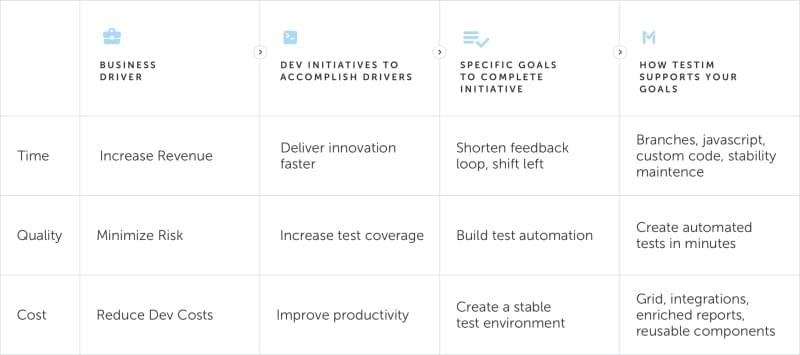 BUSINESS
DRIVER
DEV INITIATIVES TO
ACCOMPLISH DRIVERS
SPECIFIC GOALS
TO COMPLETE
INITIATIVE
HOW TESTIM
SUPPORTS YOUR
GOALS
Time
Increase Revenue
Deliver innovation
faster
Shorten feedback
loop, shift left
Branches, javascript,
custom code, stability
maintence
Quality
Minimize Risk
Increase test coverage
Build test automation
Create automated
tests in minutes
Cost
Reduce Dev Costs
Improve productivity
Create a stable
test environment
Grid, integrations,
enriched reports,
reusable components